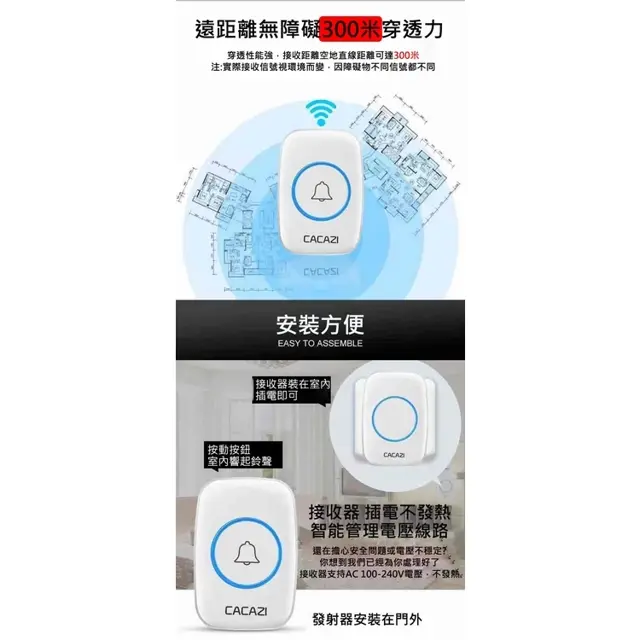 遠距離無障礙300米穿透力
穿透性能強，接收距離空地直線距離可達300米
注:實際接收信號視環境而變，因障礙物不同信號都不同
CACAZI
安裝方便
EASY TO ASSEMBLE
接收器裝在室內
插電即可
CACAZI
按動按鈕
室內響起鈴聲
接收器 插電不發熱
智能管理電壓線路
還在擔心安全問題或電壓不穩定?
你想到我們已經為你處理好了
接收器支持AC 100-240V電壓，不發熱。
CACAZI
發射器安裝在門外